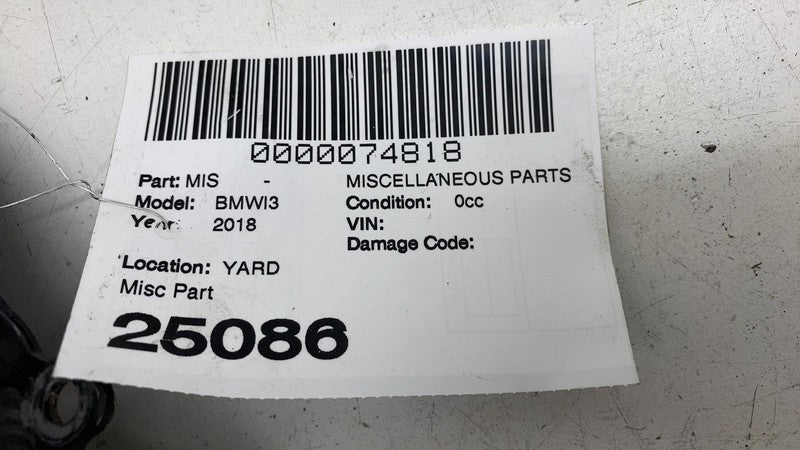 0000074818
Part: MIS - MISCELLANEOUS PARTS
Model: BMWI3 Condition: 0cc
Year: 2018 VIN:
Damage Code:
Location: YARD
Misc Part
25086